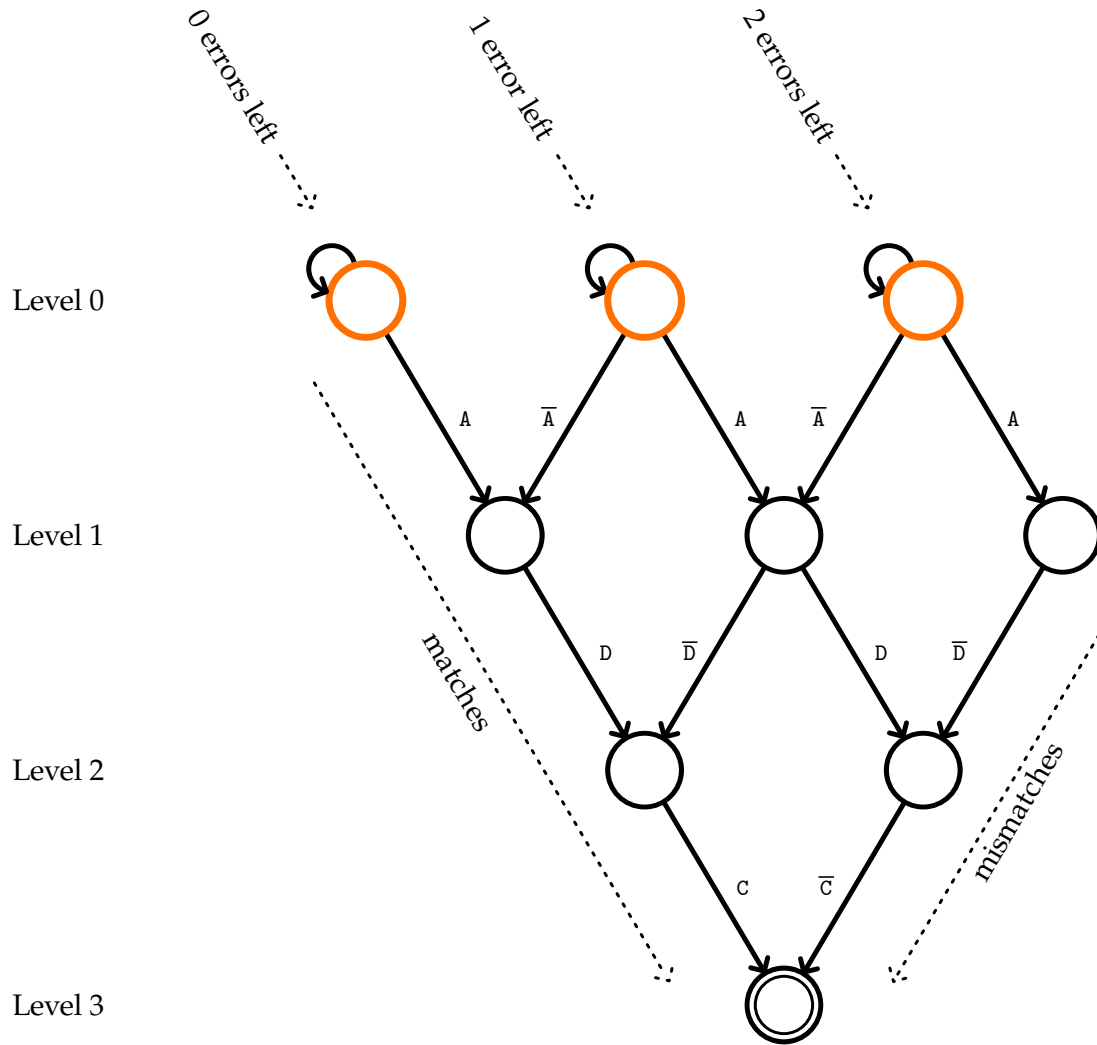 0 errors left
1 error left
2 errors left
Level 0
A
A̅
A
A̅
A
Level 1
D
D̅
D
D̅
matches
mismatches
Level 2
C
C̅
Level 3